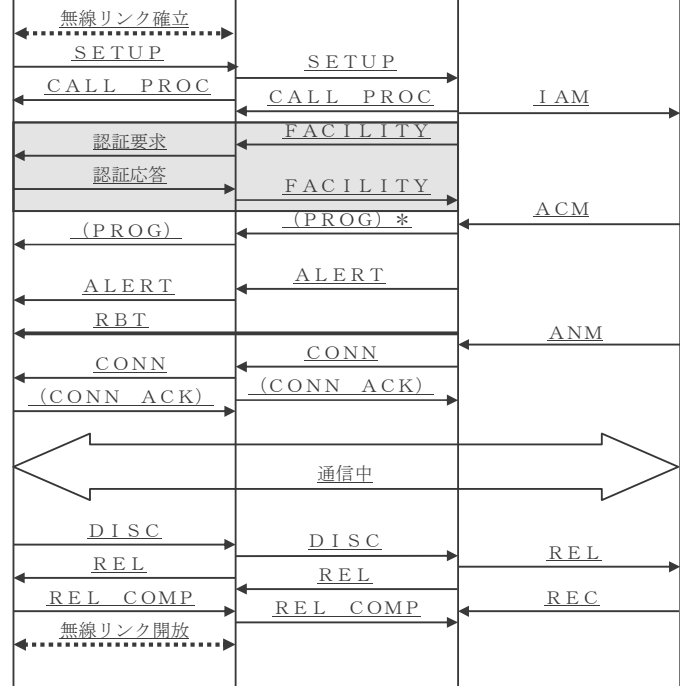 無線リンク確立
ＳＥＴＵＰ
ＳＥＴＵＰ
ＣＡＬＬ　ＰＲＯＣ
ＣＡＬＬ　ＰＲＯＣ
ＩＡＭ
ＦＡＣＩＬＩＴＹ
認証要求
認証応答
ＦＡＣＩＬＩＴＹ
ＡＣＭ
（ＰＲＯＧ）＊
（ＰＲＯＧ）
ＡＬＥＲＴ
ＡＬＥＲＴ
ＲＢＴ
ＡＮＭ
ＣＯＮＮ
ＣＯＮＮ
（ＣＯＮＮ　ＡＣＫ）
（ＣＯＮＮ　ＡＣＫ）
通信中
ＤＩＳＣ
ＤＩＳＣ
ＲＥＬ
ＲＥＬ
ＲＥＬ
ＲＥＬ　ＣＯＭＰ
ＲＥＣ
ＲＥＬ　ＣＯＭＰ
無線リンク開放